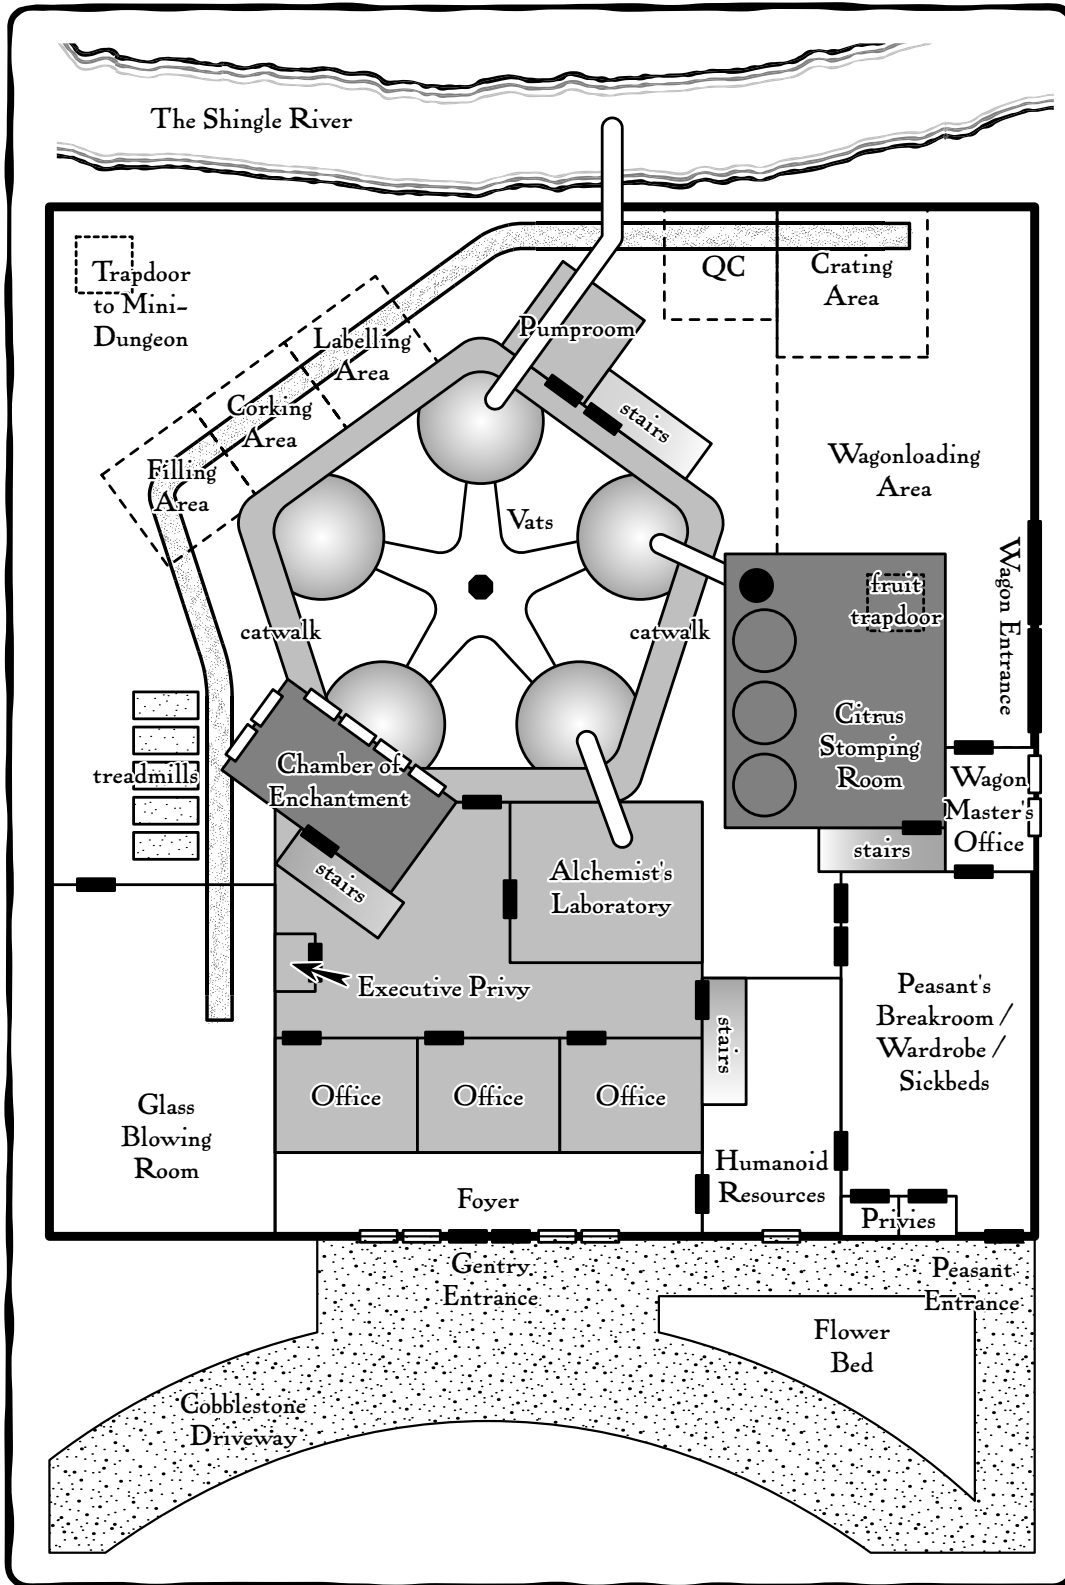 The Shingle River
Trapdoor
to Mini-
Dungeon
QC
Crating
Area
Pumproom
Labelling
Area
stairs
Corking
Area
Filling
Area
Wagonloading
Area
Vats
Wagon Entrance
fruit
trapdoor
catwalk
catwalk
Citrus
Stomping
Room
treadmills
Chamber of
Enchantment
Wagon
Master's
Office
stairs
stairs
Alchemist's
Laboratory
Executive Privy
Peasant's
Breakroom /
Wardrobe /
Sickbeds
stairs
Office
Office
Office
Glass
Blowing
Room
Humanoid
Resources
Foyer
Privies
Gentry
Entrance
Peasant
Entrance
Flower
Bed
Cobblestone
Driveway